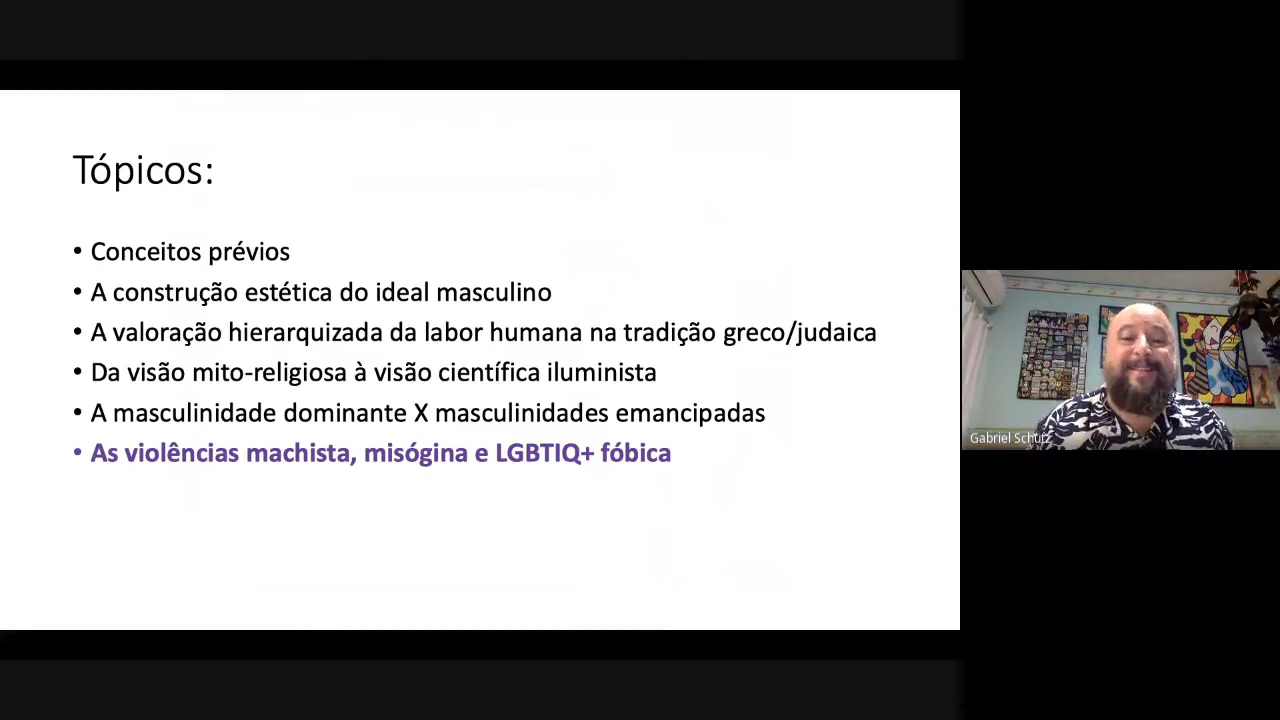 Tópicos:
• Conceitos prévios
• A construção estética do ideal masculino
• A valoração hierarquizada da labor humana na tradição greco/judaica
• Da visão mito-religiosa à visão científica iluminista
• A masculinidade dominante X masculinidades emancipadas
• As violências machista, misógina e LGBTIQ+ fóbica
Gabriel Schutz